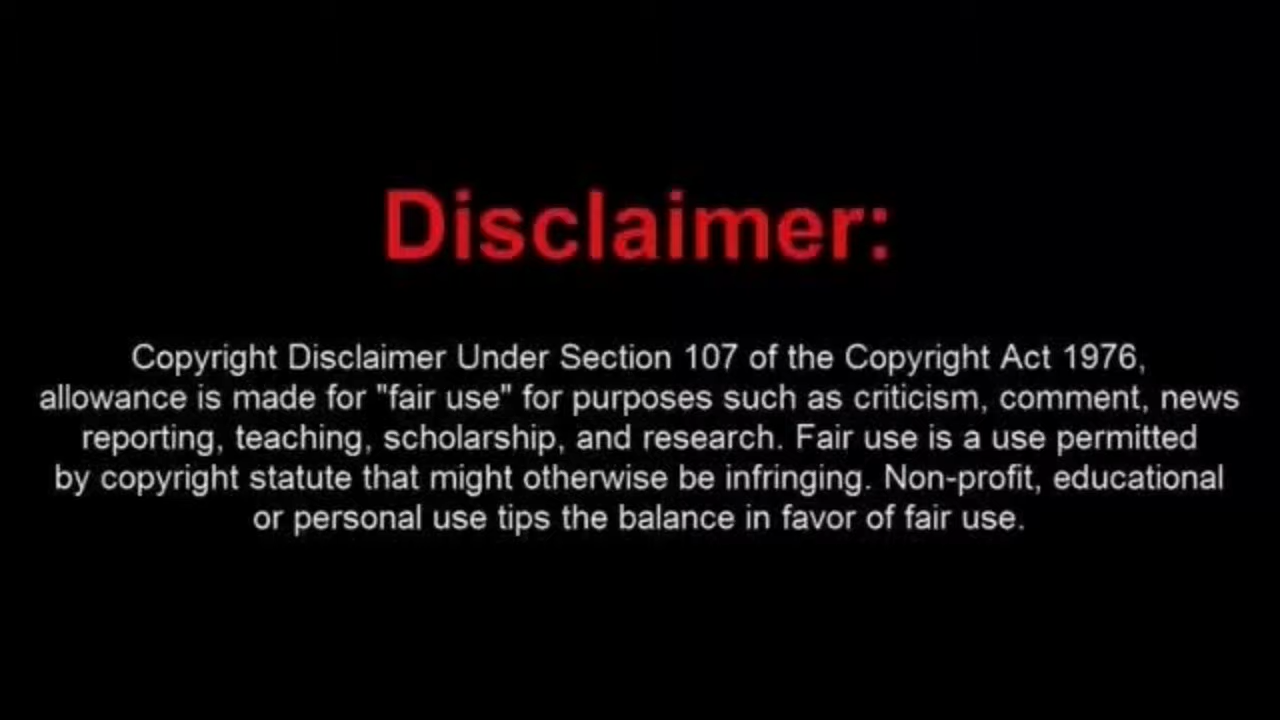 Disclaimer:
Copyright Disclaimer Under Section 107 of the Copyright Act 1976,
allowance is made for "fair use" for purposes such as criticism, comment, news
reporting, teaching, scholarship, and research. Fair use is a use permitted
by copyright statute that might otherwise be infringing. Non-profit, educational
or personal use tips the balance in favor of fair use.